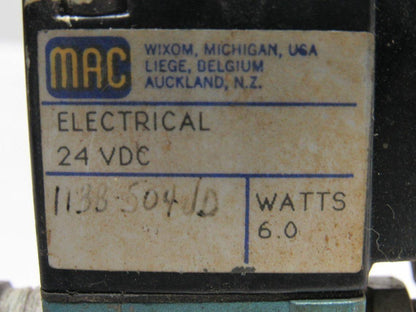 MAC
WIXOM, MICHIGAN, USA
LIEGE, BELGIUM
AUCKLAND, N.Z.
ELECTRICAL
24 VDC
WATTS
6.0